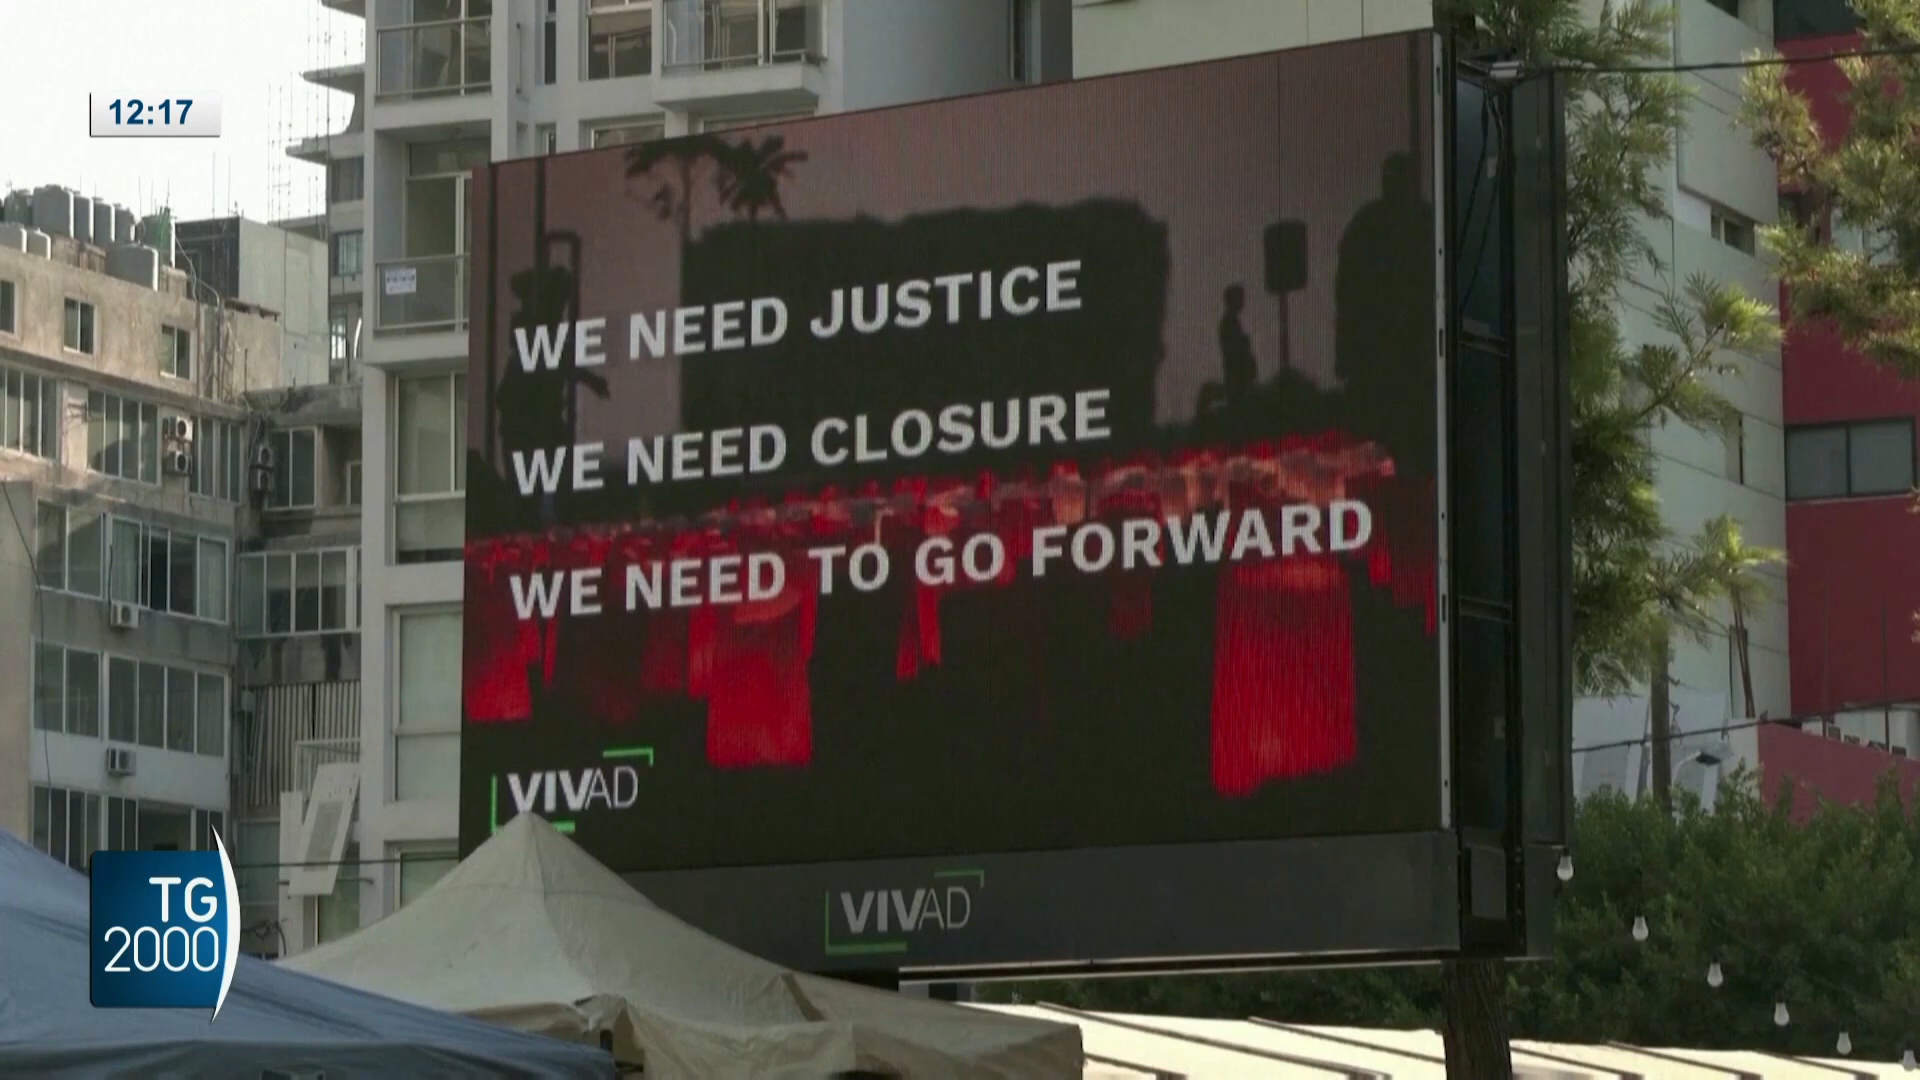 12:17
WE NEED JUSTICE
WE NEED CLOSURE
WE NEED TO GO FORWARD
VIVAD
VIVAD
TG
2000